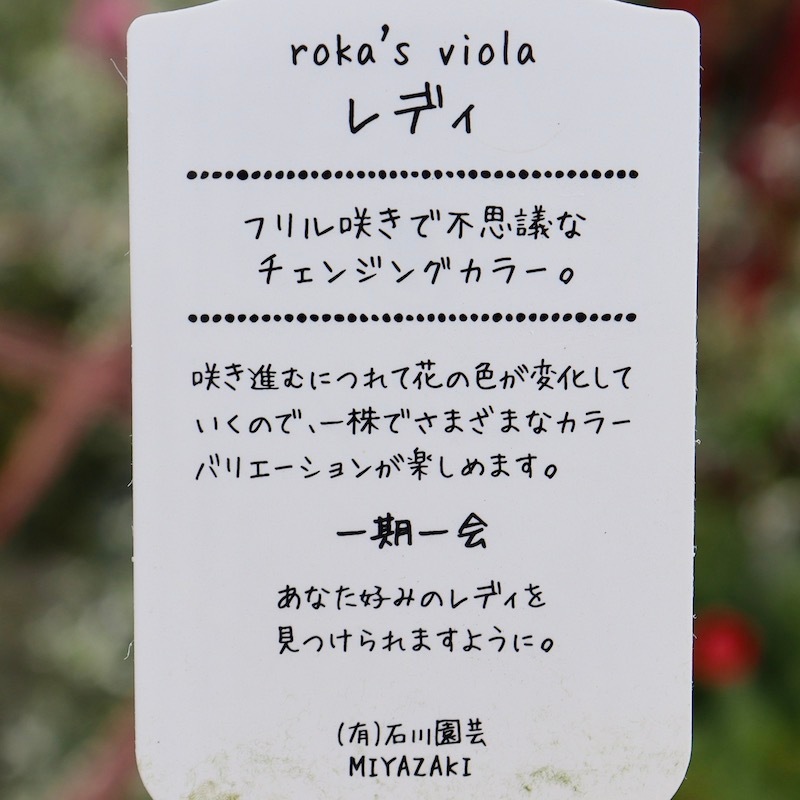 roka's viola
レディ
フリル咲きで不思議な
チェンジングカラー。
咲き進むにつれて花の色が変化して
いくので、一株でさまざまなカラー
バリエーションが楽しめます。
一期一会
あなた好みのレディを
見つけられますように。
(有)石川園芸
MIYAZAKI